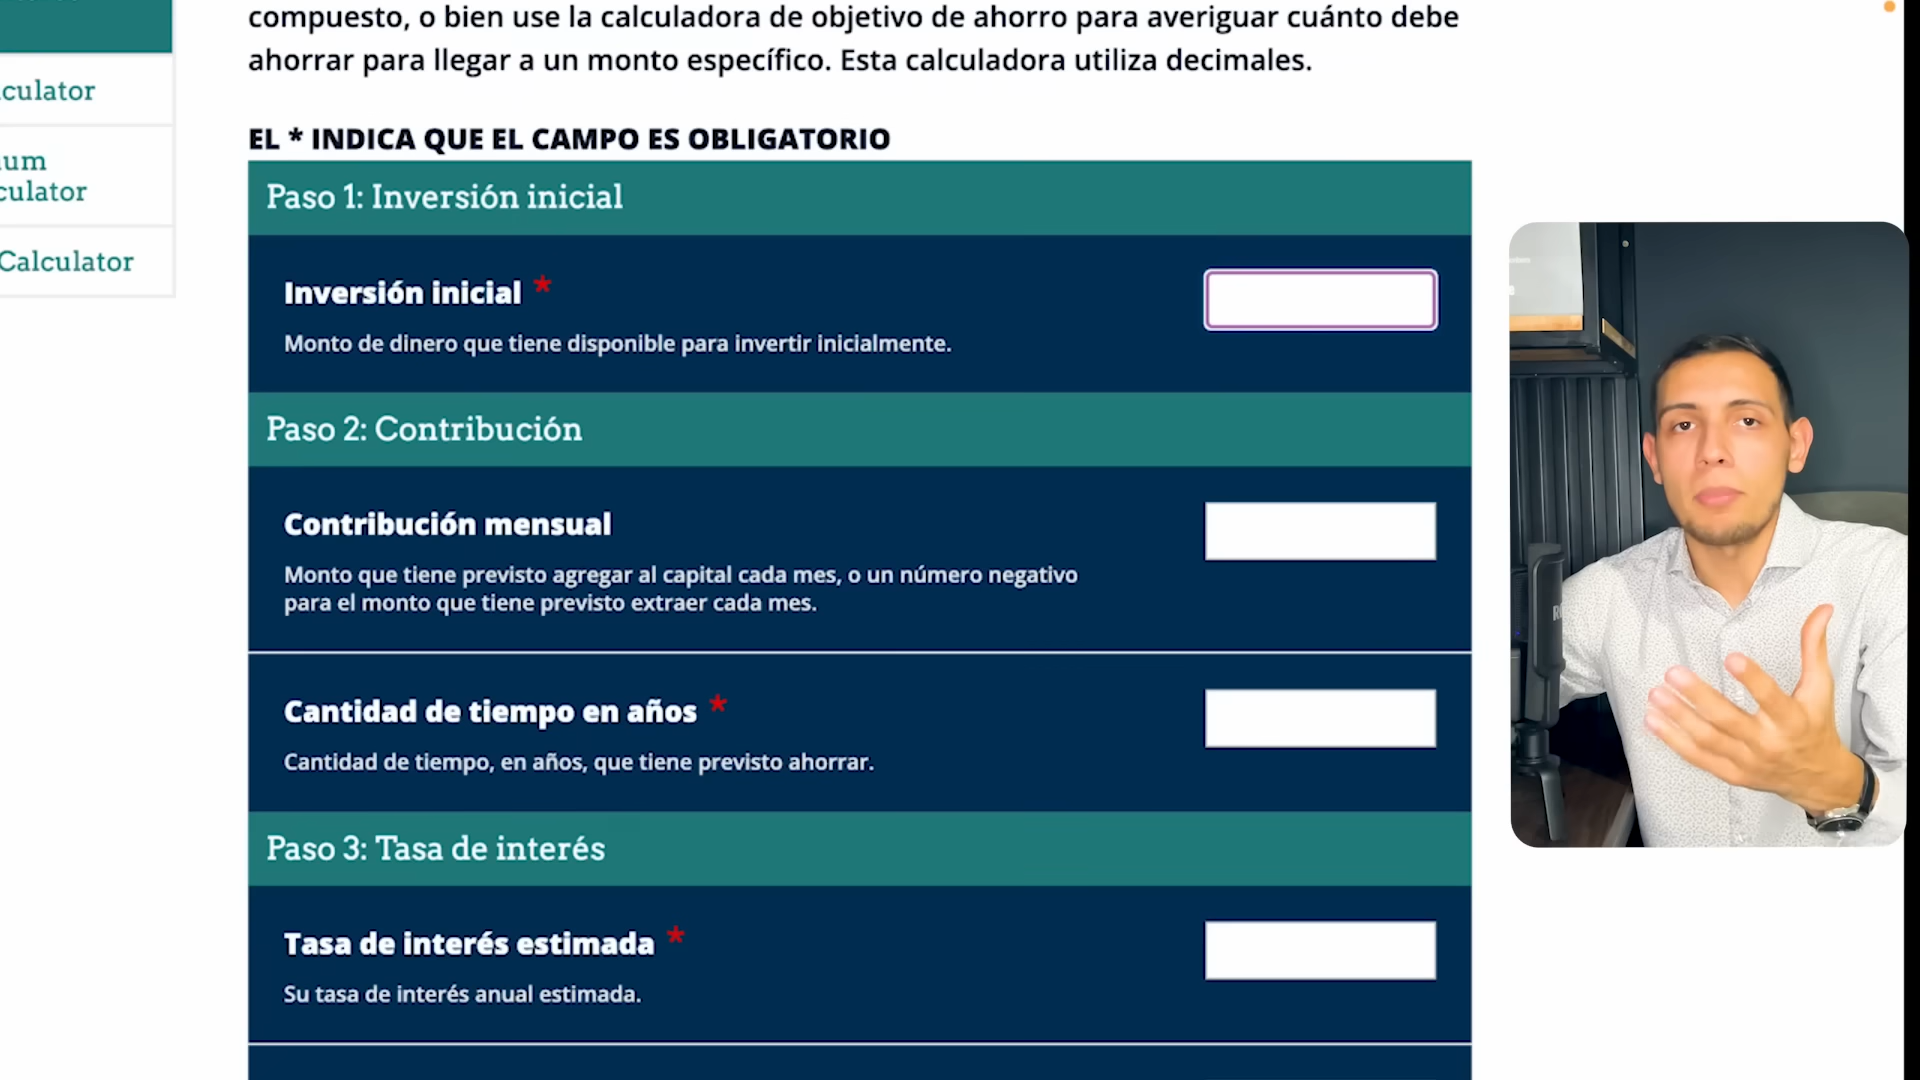 compuesto, o bien use la calculadora de objetivo de ahorro para averiguar cuánto debe
ahorrar para llegar a un monto específico. Esta calculadora utiliza decimales.
culator
culator
Calculator
EL * INDICA QUE EL CAMPO ES OBLIGATORIO
Paso 1: Inversión inicial
Inversión inicial *
Monto de dinero que tiene disponible para invertir inicialmente.
Paso 2: Contribución
Contribución mensual
Monto que tiene previsto agregar al capital cada mes, o un número negativo
para el monto que tiene previsto extraer cada mes.
Cantidad de tiempo en años *
Cantidad de tiempo, en años, que tiene previsto ahorrar.
Paso 3: Tasa de interés
Tasa de interés estimada *
Su tasa de interés anual estimada.